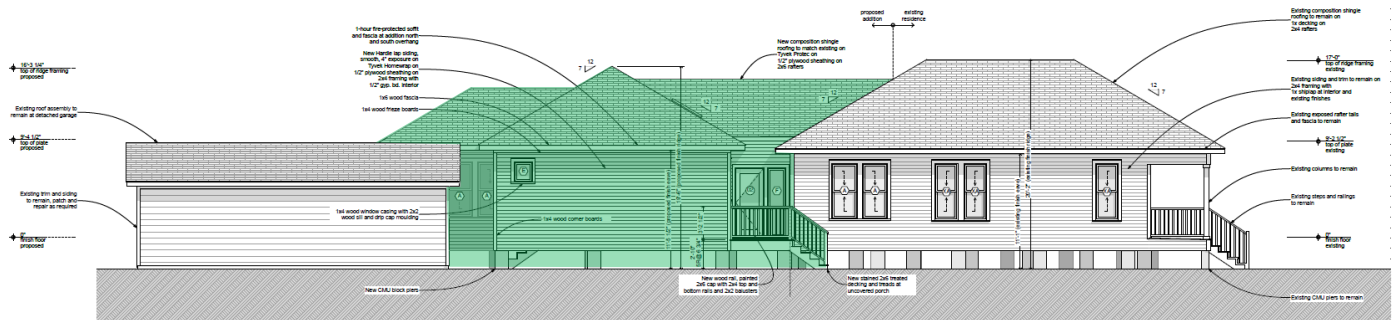 proposed
addition
existing
residence
Existing composition shingle
roofing to remain on
1x decking on
2x4 rafters
1-hour fire-protected soffit
and fascia at addition north
and south overhang
New composition shingle
roofing to match existing on
Tyvek Protec on
1/2" plywood sheathing on
2x6 rafters
New Hardie lap siding,
smooth, 4" exposure on
Tyvek Homewrap on
1/2" plywood sheathing on
2x4 framing with
1/2" gyp. bd. interior
12
7
12
7
12
7
12
7
16'-3 1/4"
top of ridge framing
proposed
17'-0"
top of ridge framing
existing
Existing siding and trim to remain on
2x4 framing with
1x shiplap at interior and
existing finishes
1x6 wood fascia
1x4 wood frieze boards
Existing roof assembly to
remain at detached garage
Existing exposed rafter tails
and fascia to remain
9'-4 1/2"
top of plate
proposed
9'-2 1/2"
top of plate
existing
Existing columns to remain
Existing trim and siding
to remain, patch and
repair as required
Existing steps and railings
to remain
1x4 wood window casing with 2x2
wood sill and drip cap moulding
1x4 wood corner boards
A
A
A
A
A
0"
finish floor
proposed
0"
finish floor
existing
New CMU block piers
New wood rail, painted
2x6 cap with 2x4 top and
bottom rails and 2x2 balusters
New stained 2x6 treated
decking and treads at
uncovered porch
Existing CMU piers to remain